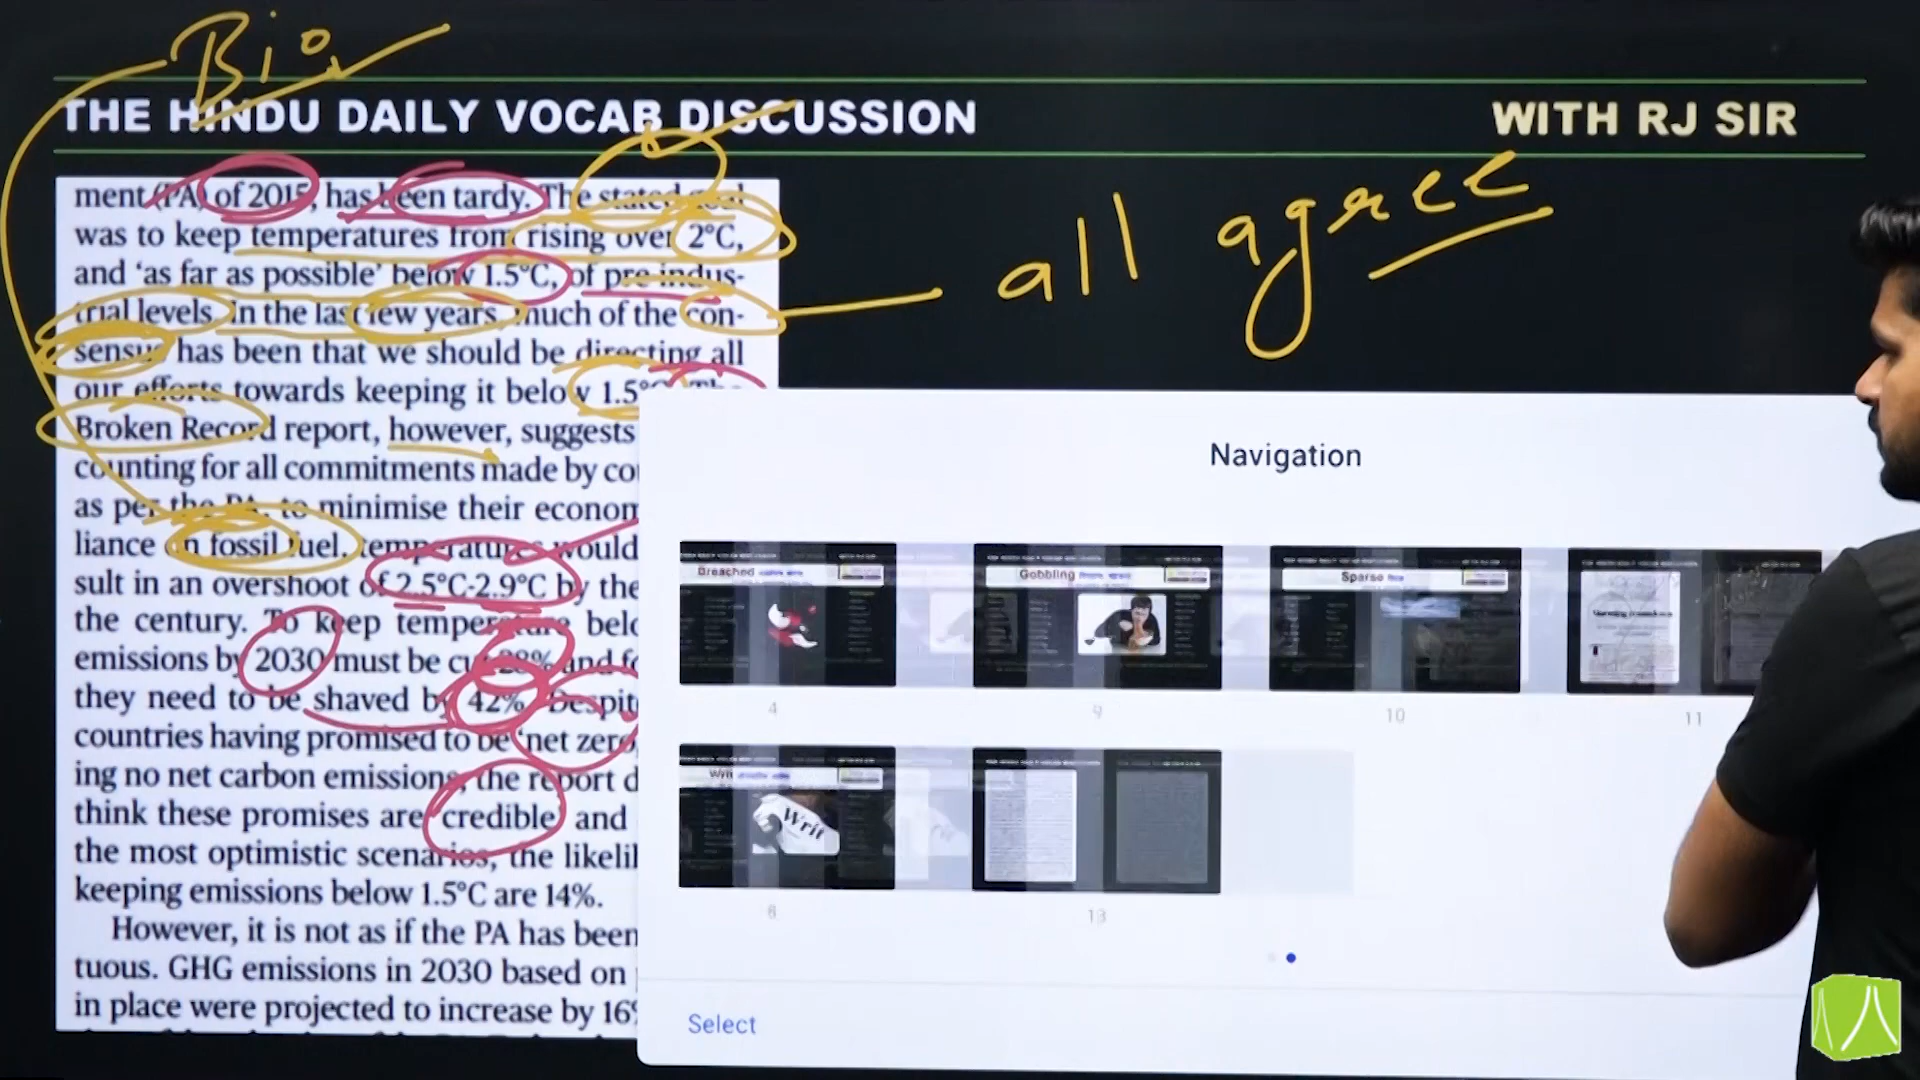 Bio
THE HINDU DAILY VOCAB DISCUSSION
WITH RJ SIR
ment (PA) of 2015, has been tardy. The stated goal
was to keep temperatures from rising over 2°C,
and ‘as far as possible’ below 1.5°C, of pre-indus-
trial levels. In the last few years, much of the con-
sensus has been that we should be directing all
our efforts towards keeping it below 1.5°C. The
Broken Record report, however, suggests
counting for all commitments made by
as per the PA, to minimise their
liance on fossil fuel, temperatures would
sult in an overshoot of 2.5°C-2.9°C by the
the century. To keep temperature
emissions by 2030 must be cut 28% and
they need to be shaved by 42%. Despite
countries having promised to be ‘net zero
ing no net carbon emissions, the report
think these promises are credible and
the most optimistic scenarios, the
keeping emissions below 1.5°C are 14%.
However, it is not as if the PA has been
tuous. GHG emissions in 2030 based on
in place were projected to increase by 16%
all agree
Navigation
Breached
Gobbling
Sparse
4
9
10
11
Writ
Writ
13
Select